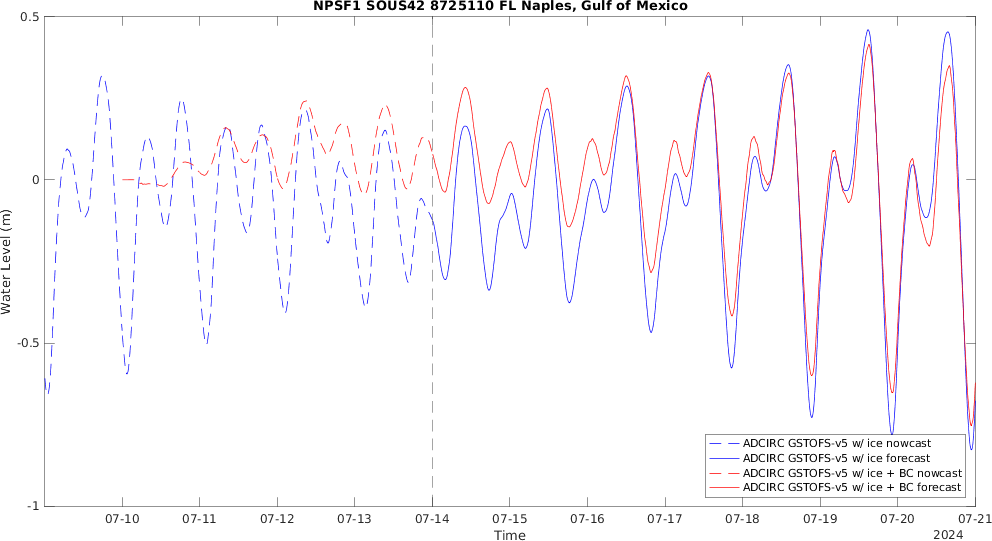 NPSF1 SOUS42 8725110 FL Naples, Gulf of Mexico
Water Level (m)
0.5
0
-0.5
-1
07-10 07-11 07-12 07-13 07-14 07-15 07-16 07-17 07-18 07-19 07-20 07-21
Time
2024
ADCIRC GSTOFS-v5 w/ ice nowcast
ADCIRC GSTOFS-v5 w/ ice forecast
ADCIRC GSTOFS-v5 w/ ice + BC nowcast
ADCIRC GSTOFS-v5 w/ ice + BC forecast